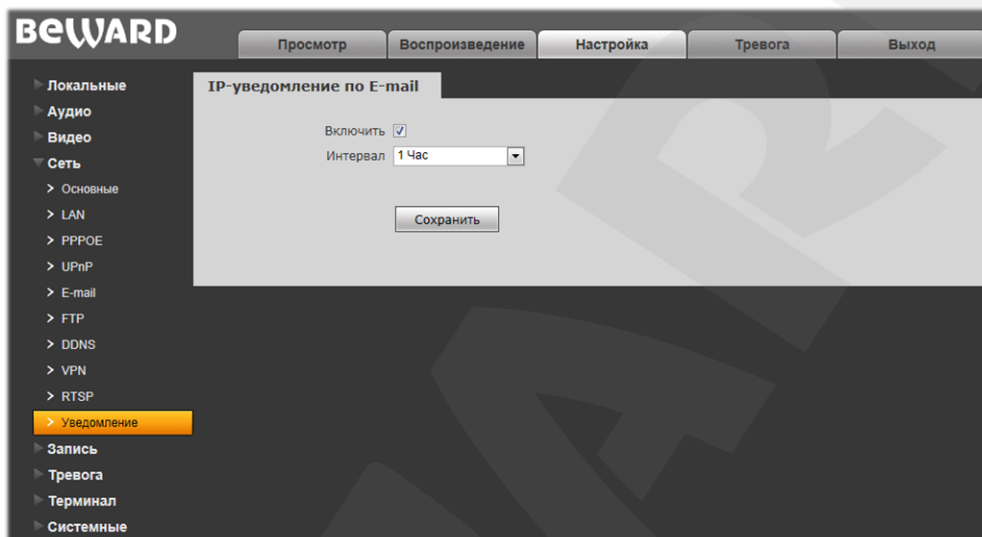 BEWARD
Просмотр
Воспроизведение
Настройка
Тревога
Выход
Локальные
Аудио
Видео
Сеть
Основные
LAN
PPPOE
UPnP
E-mail
FTP
DDNS
VPN
RTSP
Уведомление
Запись
Тревога
Терминал
Системные
IP-уведомление по E-mail
Включить
Интервал 1 Час
Сохранить